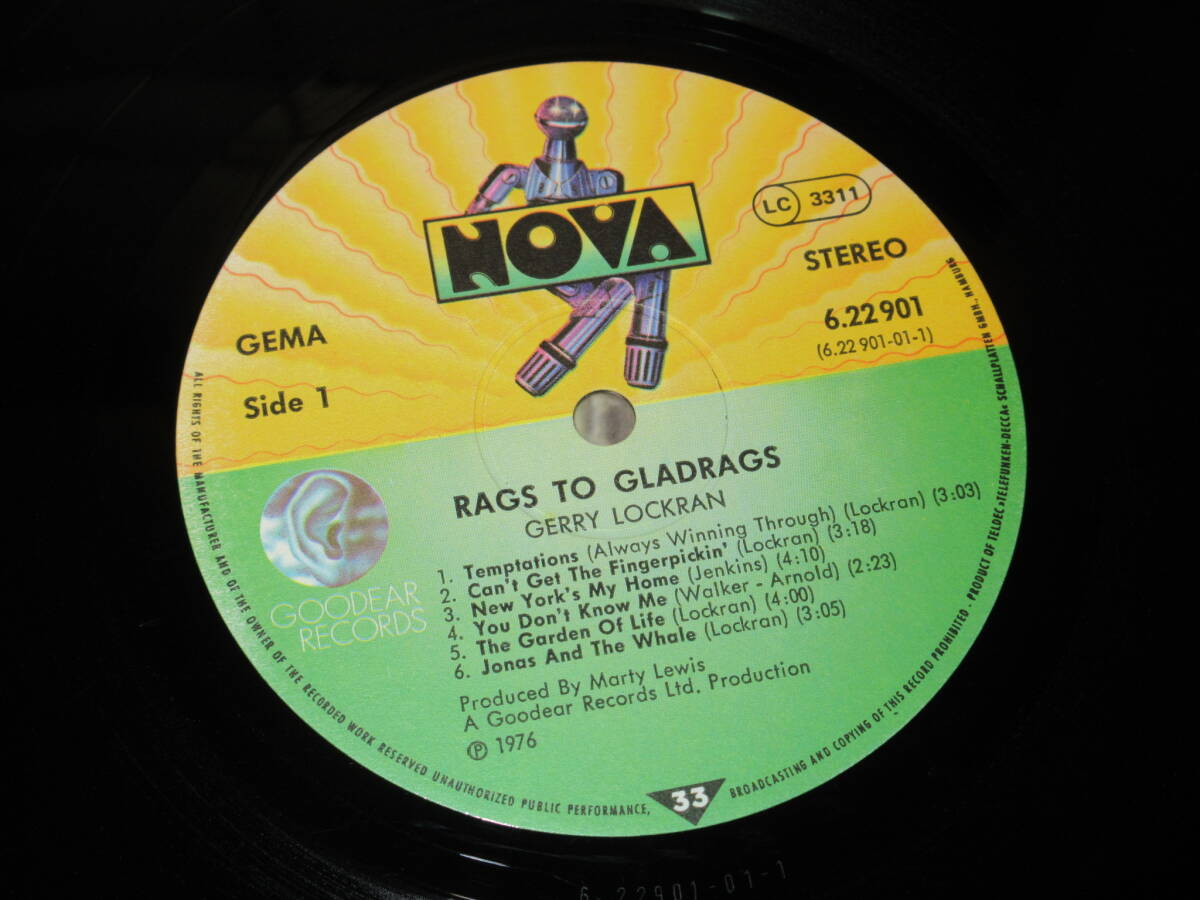 NOVA
LC 3311
STEREO
6.22901
(6.22 901-01-1)
GEMA
Side 1
GOODEAR
RECORDS
RAGS TO GLADRAGS
GERRY LOCKRAN
1. Temptations (Always Winning Through) (Lockran) (3:03)
2. Can't Get The Fingerpickin' (Lockran) (3:18)
3. New York's My Home (Jenkins) (4:10)
4. You Don't Know Me (Walker - Arnold) (2:23)
5. The Garden Of Life (Lockran) (4:00)
6. Jonas And The Whale (Lockran) (3:05)
Produced By Marty Lewis
A Goodear Records Ltd. Production
℗ 1976
33
ALL RIGHTS OF THE MANUFACTURER AND OF THE OWNER OF THE RECORDED WORK RESERVED UNAUTHORIZED PUBLIC PERFORMANCE, BROADCASTING AND COPYING OF THIS RECORD PROHIBITED - PRODUCT OF TELDEC »TELEFUNKEN-DECCA« SCHALLPLATTEN GMBH., HAMBURG
6.22901-01-1